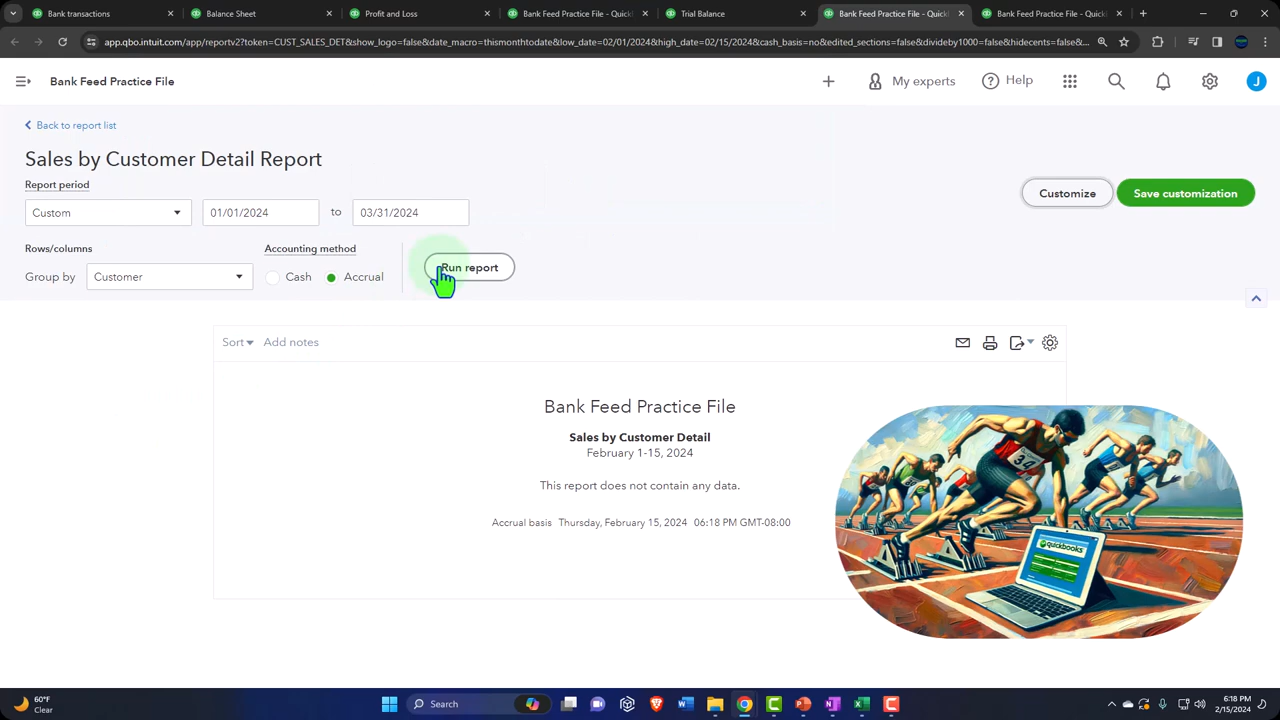 Bank transactions
Balance Sheet
Profit and Loss
Bank Feed Practice File - Quickl
Trial Balance
Bank Feed Practice File - Quickl
Bank Feed Practice File - Quickl
app.qbo.intuit.com/app/reportv2?token=CUST_SALES_DET&show_logo=false&date_macro=thismonthtodate&low_date=02/01/2024&high_date=02/15/2024&cash_basis=no&edited_sections=false&divideby1000=false&hidecents=false&...
Bank Feed Practice File
My experts
Help
J
Back to report list
Sales by Customer Detail Report
Report period
Custom 01/01/2024 to 03/31/2024
Customize Save customization
Rows/columns Accounting method
Group by Customer Cash Accrual Run report
Sort Add notes
Bank Feed Practice File
Sales by Customer Detail
February 1-15, 2024
This report does not contain any data.
Accrual basis Thursday, February 15, 2024 06:18 PM GMT-08:00
34
quickbooks
60°F
Clear
Search
6:18 PM
2/15/2024